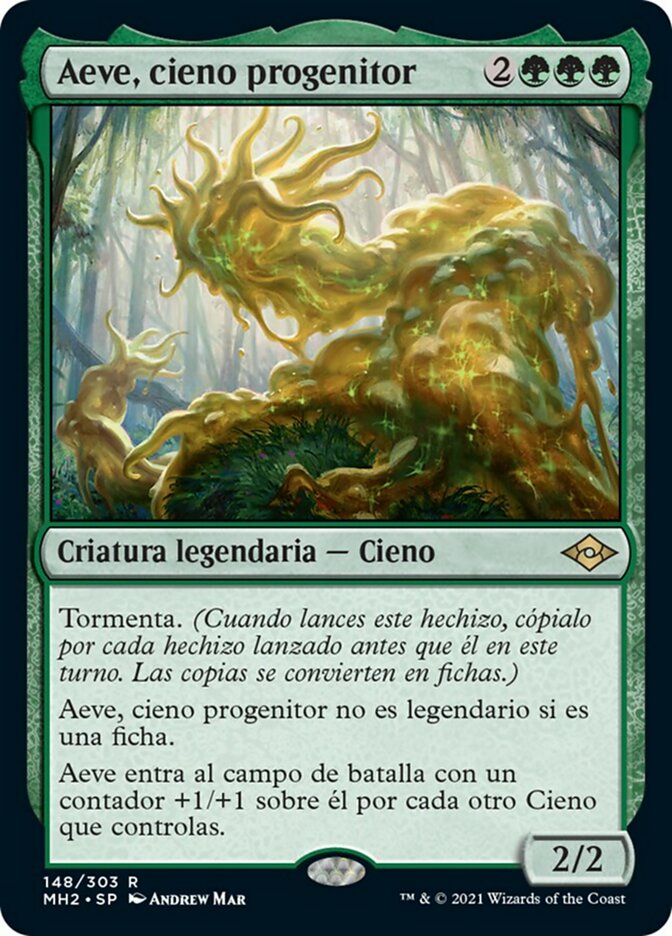 Aeve, cieno progenitor 2
Criatura legendaria — Cieno
Tormenta. (Cuando lances este hechizo, cópialo
por cada hechizo lanzado antes que él en este
turno. Las copias se convierten en fichas.)
Aeve, cieno progenitor no es legendario si es
una ficha.
Aeve entra al campo de batalla con un
contador +1/+1 sobre él por cada otro Cieno
que controlas.
2/2
148/303 R
MH2 • SP Andrew Mar
™ & © 2021 Wizards of the Coast